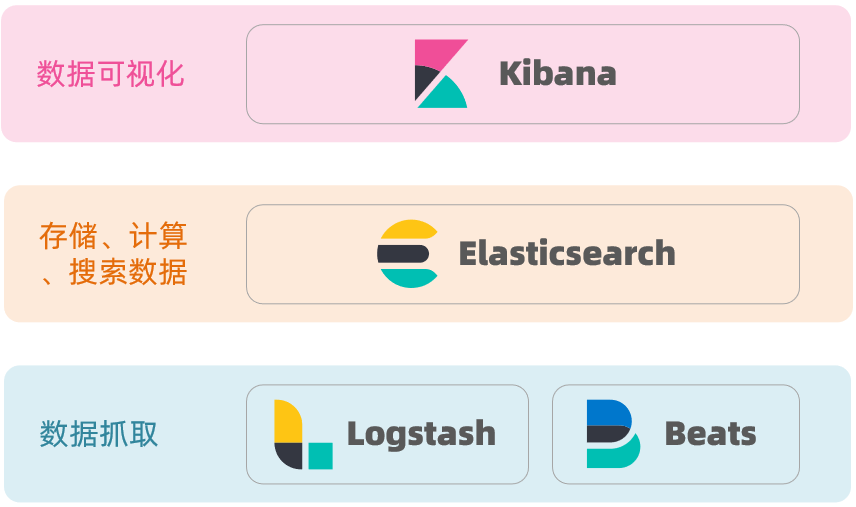 数据可视化
Kibana
存储、计算
、搜索数据
Elasticsearch
数据抓取
Logstash
Beats